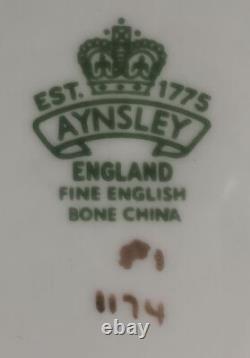 EST. 1775
AYNSLEY
ENGLAND
FINE ENGLISH
BONE CHINA
1174